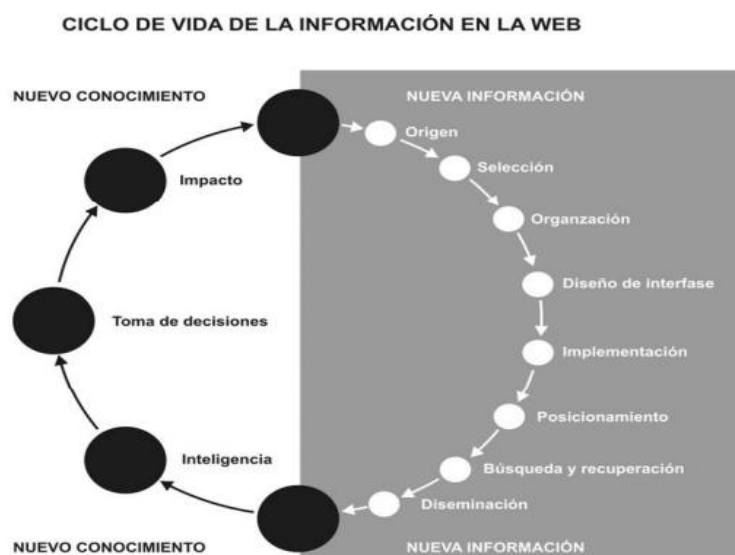 CICLO DE VIDA DE LA INFORMACIÓN EN LA WEB
NUEVO CONOCIMIENTO
NUEVA INFORMACIÓN
Origen
Impacto
Selección
Organzación
Diseño de interfase
Toma de decisiones
Implementación
Posicionamiento
Inteligencia
Búsqueda y recuperación
Diseminación
NUEVO CONOCIMIENTO
NUEVA INFORMACIÓN